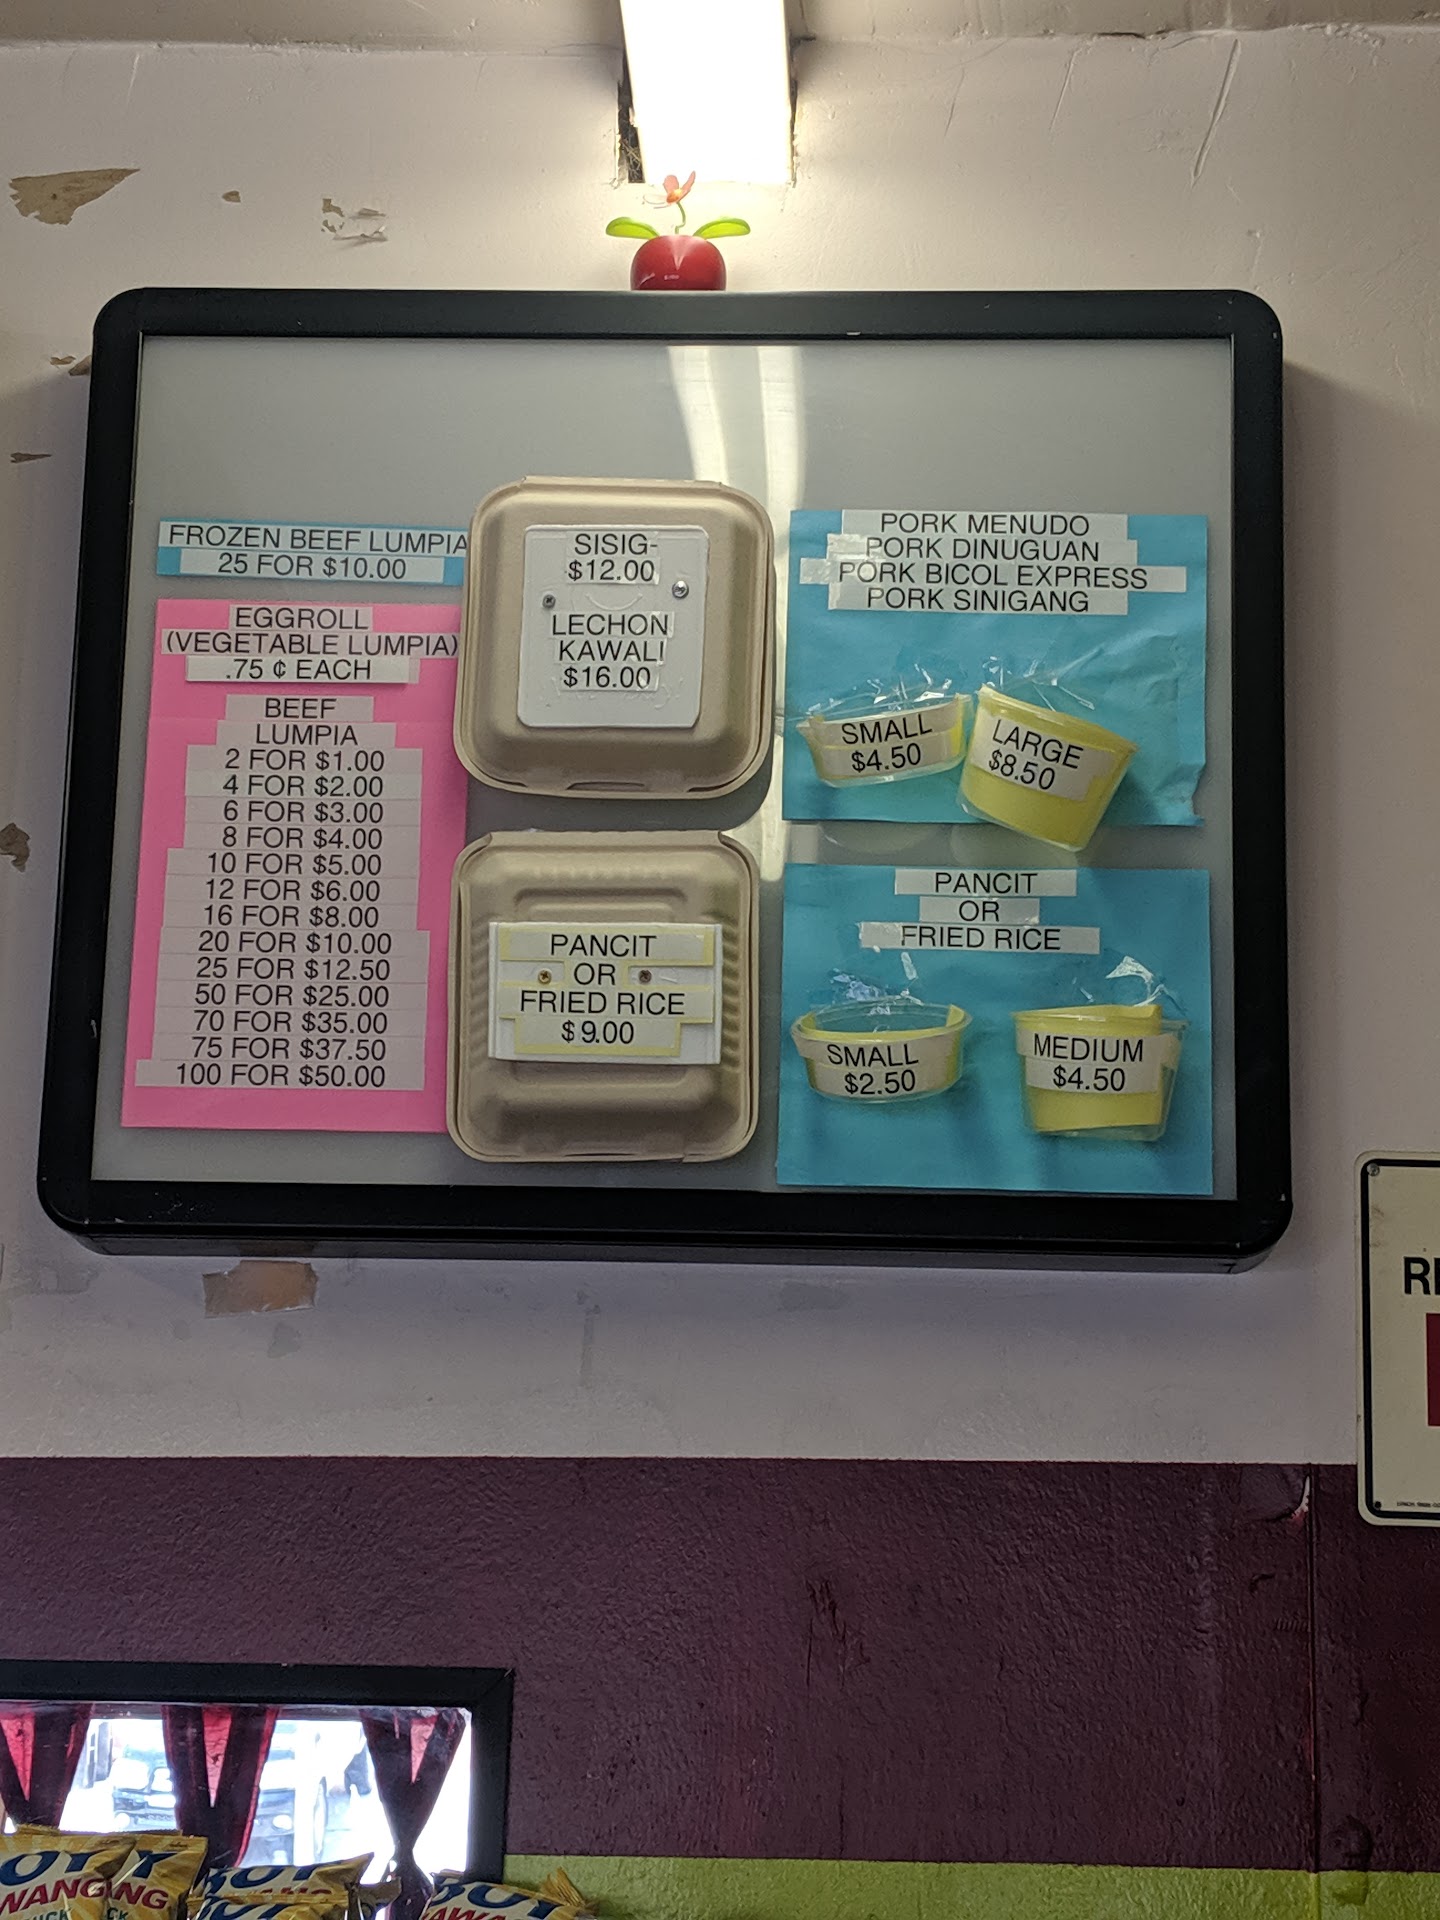 FROZEN BEEF LUMPIA
25 FOR $10.00
EGGROLL
(VEGETABLE LUMPIA)
.75 ¢ EACH
BEEF
LUMPIA
2 FOR $1.00
4 FOR $2.00
6 FOR $3.00
8 FOR $4.00
10 FOR $5.00
12 FOR $6.00
16 FOR $8.00
20 FOR $10.00
25 FOR $12.50
50 FOR $25.00
70 FOR $35.00
75 FOR $37.50
100 FOR $50.00
SISIG-
$12.00
LECHON
KAWALI
$16.00
PANCIT
OR
FRIED RICE
$9.00
PORK MENUDO
PORK DINUGUAN
PORK BICOL EXPRESS
PORK SINIGANG
SMALL
$4.50
LARGE
$8.50
PANCIT
OR
FRIED RICE
SMALL
$2.50
MEDIUM
$4.50